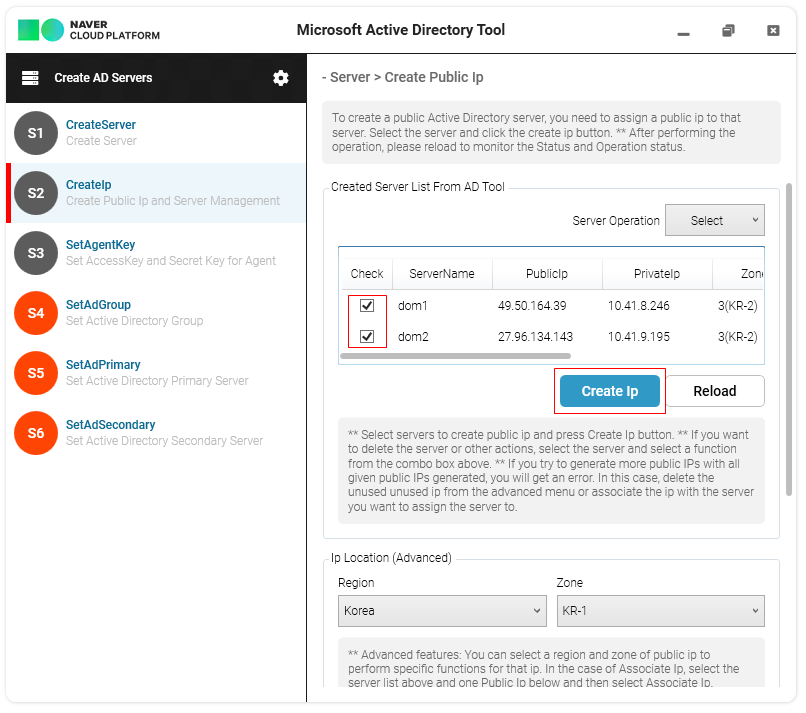 NAVER
CLOUD PLATFORM
Microsoft Active Directory Tool
Create AD Servers
S1
CreateServer
Create Server
S2
CreateIp
Create Public Ip and Server Management
S3
SetAgentKey
Set AccessKey and Secret Key for Agent
S4
SetAdGroup
Set Active Directory Group
S5
SetAdPrimary
Set Active Directory Primary Server
S6
SetAdSecondary
Set Active Directory Secondary Server
- Server > Create Public Ip
To create a public Active Directory server, you need to assign a public ip to that
server. Select the server and click the create ip button. ** After performing the
operation, please reload to monitor the Status and Operation status.
Created Server List From AD Tool
Server Operation Select
Check ServerName PublicIp PrivateIp Zon
dom1 49.50.164.39 10.41.8.246 3(KR-2)
dom2 27.96.134.143 10.41.9.195 3(KR-2)
Create Ip Reload
** Select servers to create public ip and press Create Ip button. ** If you want
to delete the server or other actions, select the server and select a function
from the combo box above. ** If you try to generate more public IPs with all
given public IPs generated, you will get an error. In this case, delete the
unused unused ip from the advanced menu or associate the ip with the server
you want to assign the server to.
Ip Location (Advanced)
Region Zone
Korea KR-1
** Advanced features: You can select a region and zone of public ip to
perform specific functions for that ip. In the case of Associate Ip, select the
server list above and one Public Ip below and then select Associate Ip.